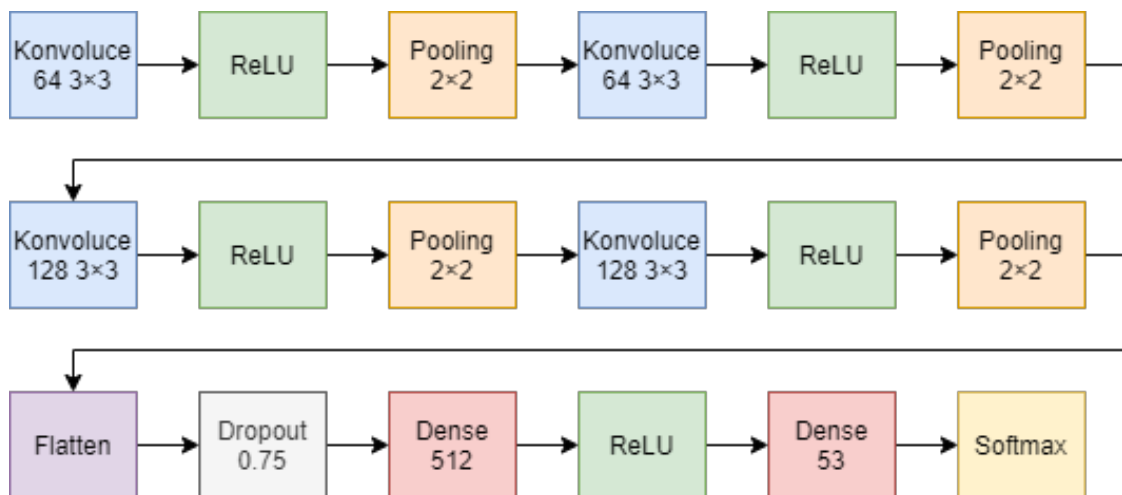 Konvoluce
64 3×3
ReLU
Pooling
2×2
Konvoluce
64 3×3
ReLU
Pooling
2×2
Konvoluce
128 3×3
ReLU
Pooling
2×2
Konvoluce
128 3×3
ReLU
Pooling
2×2
Flatten
Dropout
0.75
Dense
512
ReLU
Dense
53
Softmax